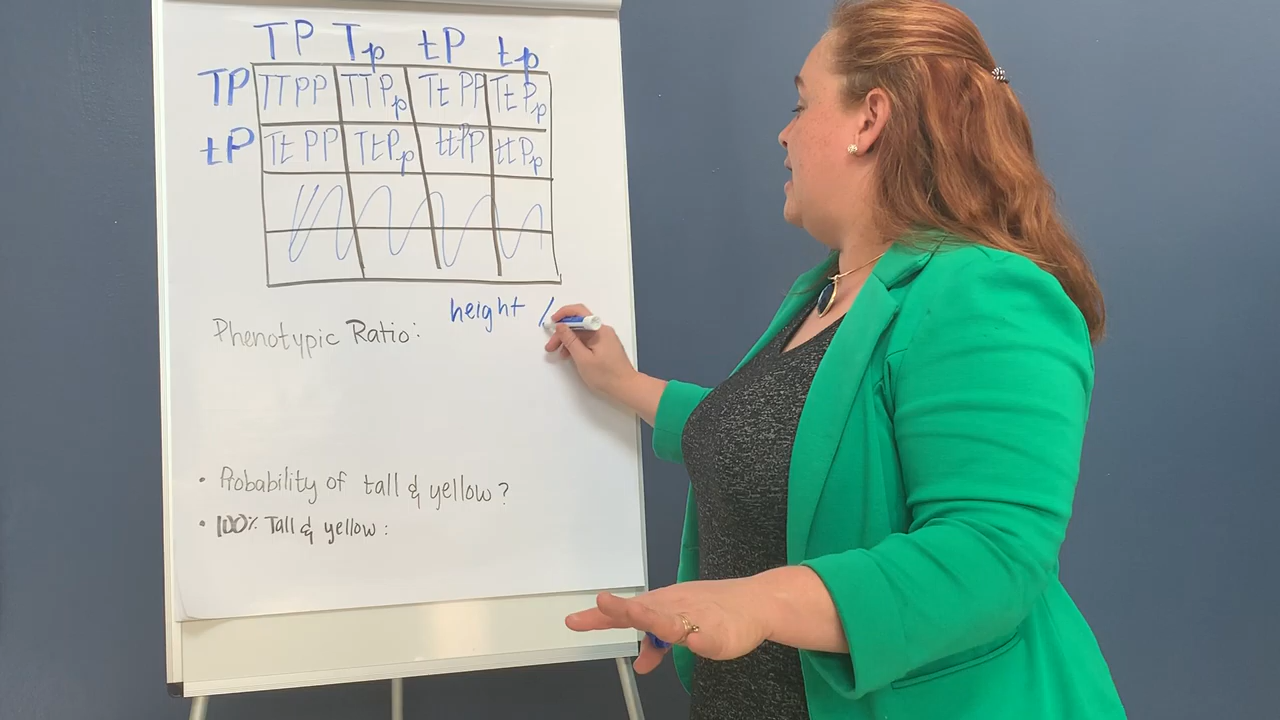 TP Tp tP tp
TP TTPP TTPp TtPP TtPp
tP TtPP TtPp ttPP ttPp
height /
Phenotypic Ratio:
• Probability of tall & yellow?
• 100% Tall & yellow: